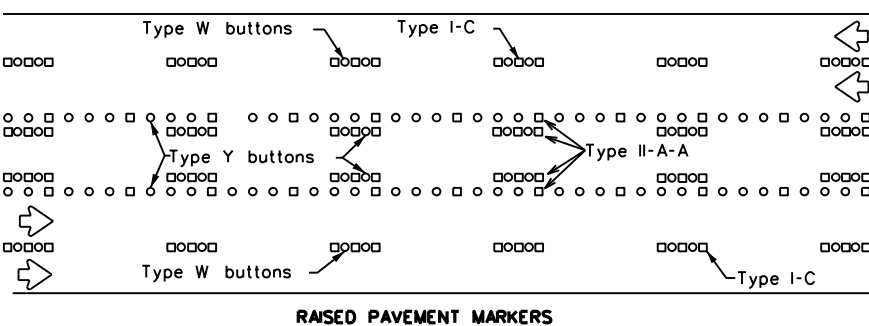 Type W buttons
Type I-C
Type Y buttons
Type II-A-A
Type W buttons
Type I-C
RAISED PAVEMENT MARKERS